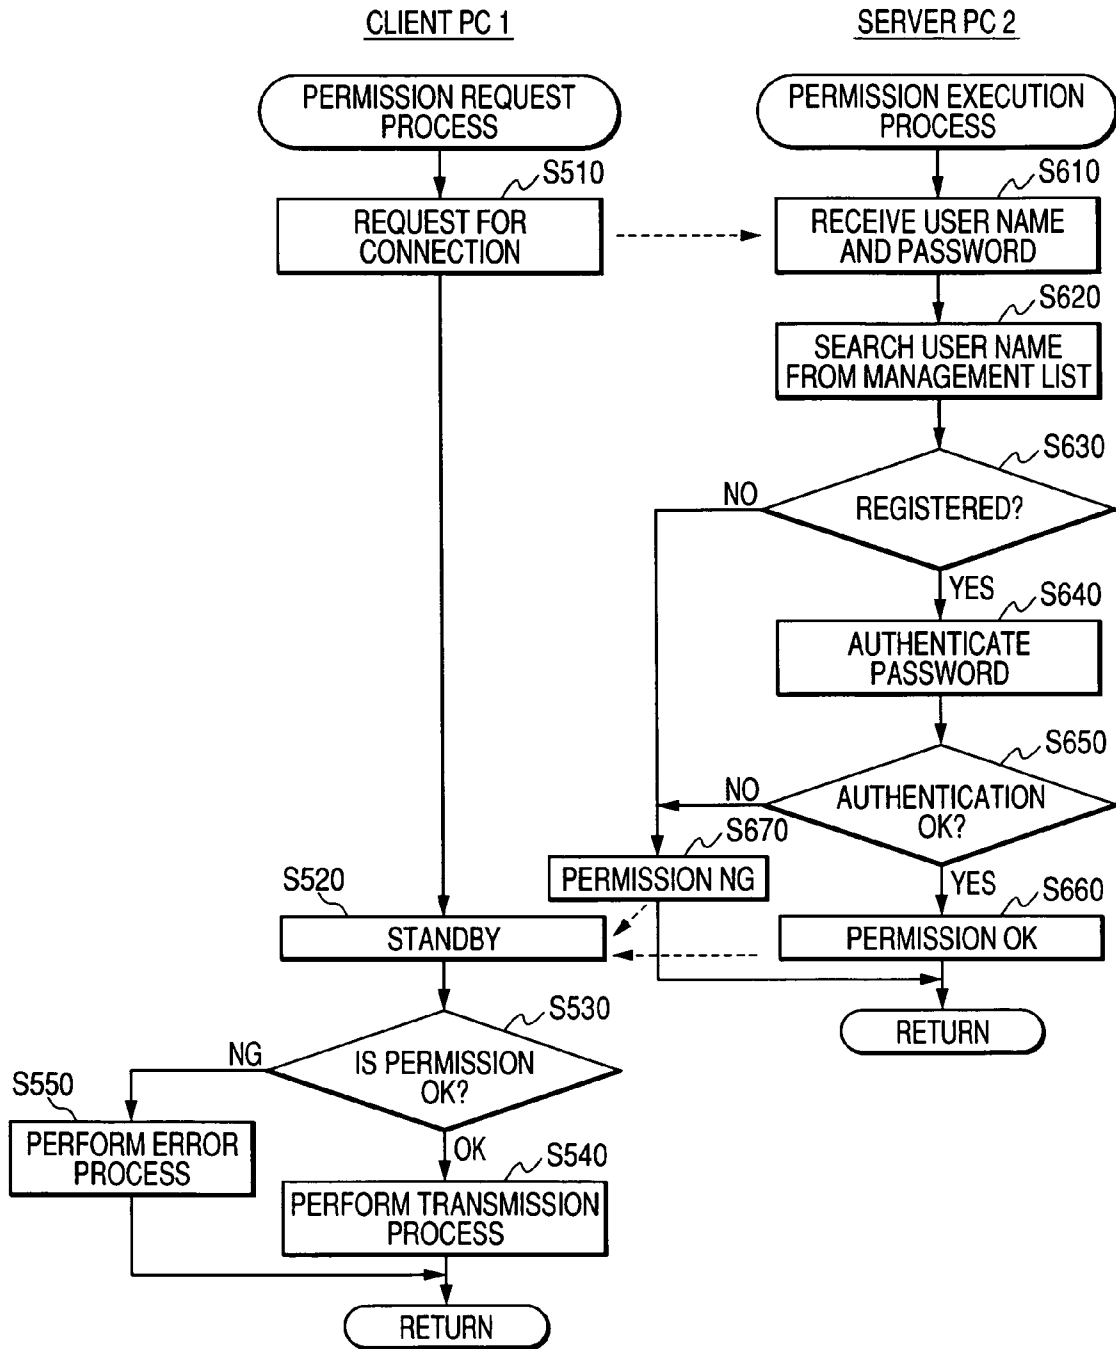 CLIENT PC 1
SERVER PC 2
PERMISSION REQUEST
PROCESS
S510
REQUEST FOR
CONNECTION
S520
STANDBY
S530
IS PERMISSION
OK?
NG
OK
S550
PERFORM ERROR
PROCESS
S540
PERFORM TRANSMISSION
PROCESS
RETURN
PERMISSION EXECUTION
PROCESS
S610
RECEIVE USER NAME
AND PASSWORD
S620
SEARCH USER NAME
FROM MANAGEMENT LIST
S630
REGISTERED?
NO
YES
S640
AUTHENTICATE
PASSWORD
S650
AUTHENTICATION
OK?
NO
YES
S670
PERMISSION NG
S660
PERMISSION OK
RETURN